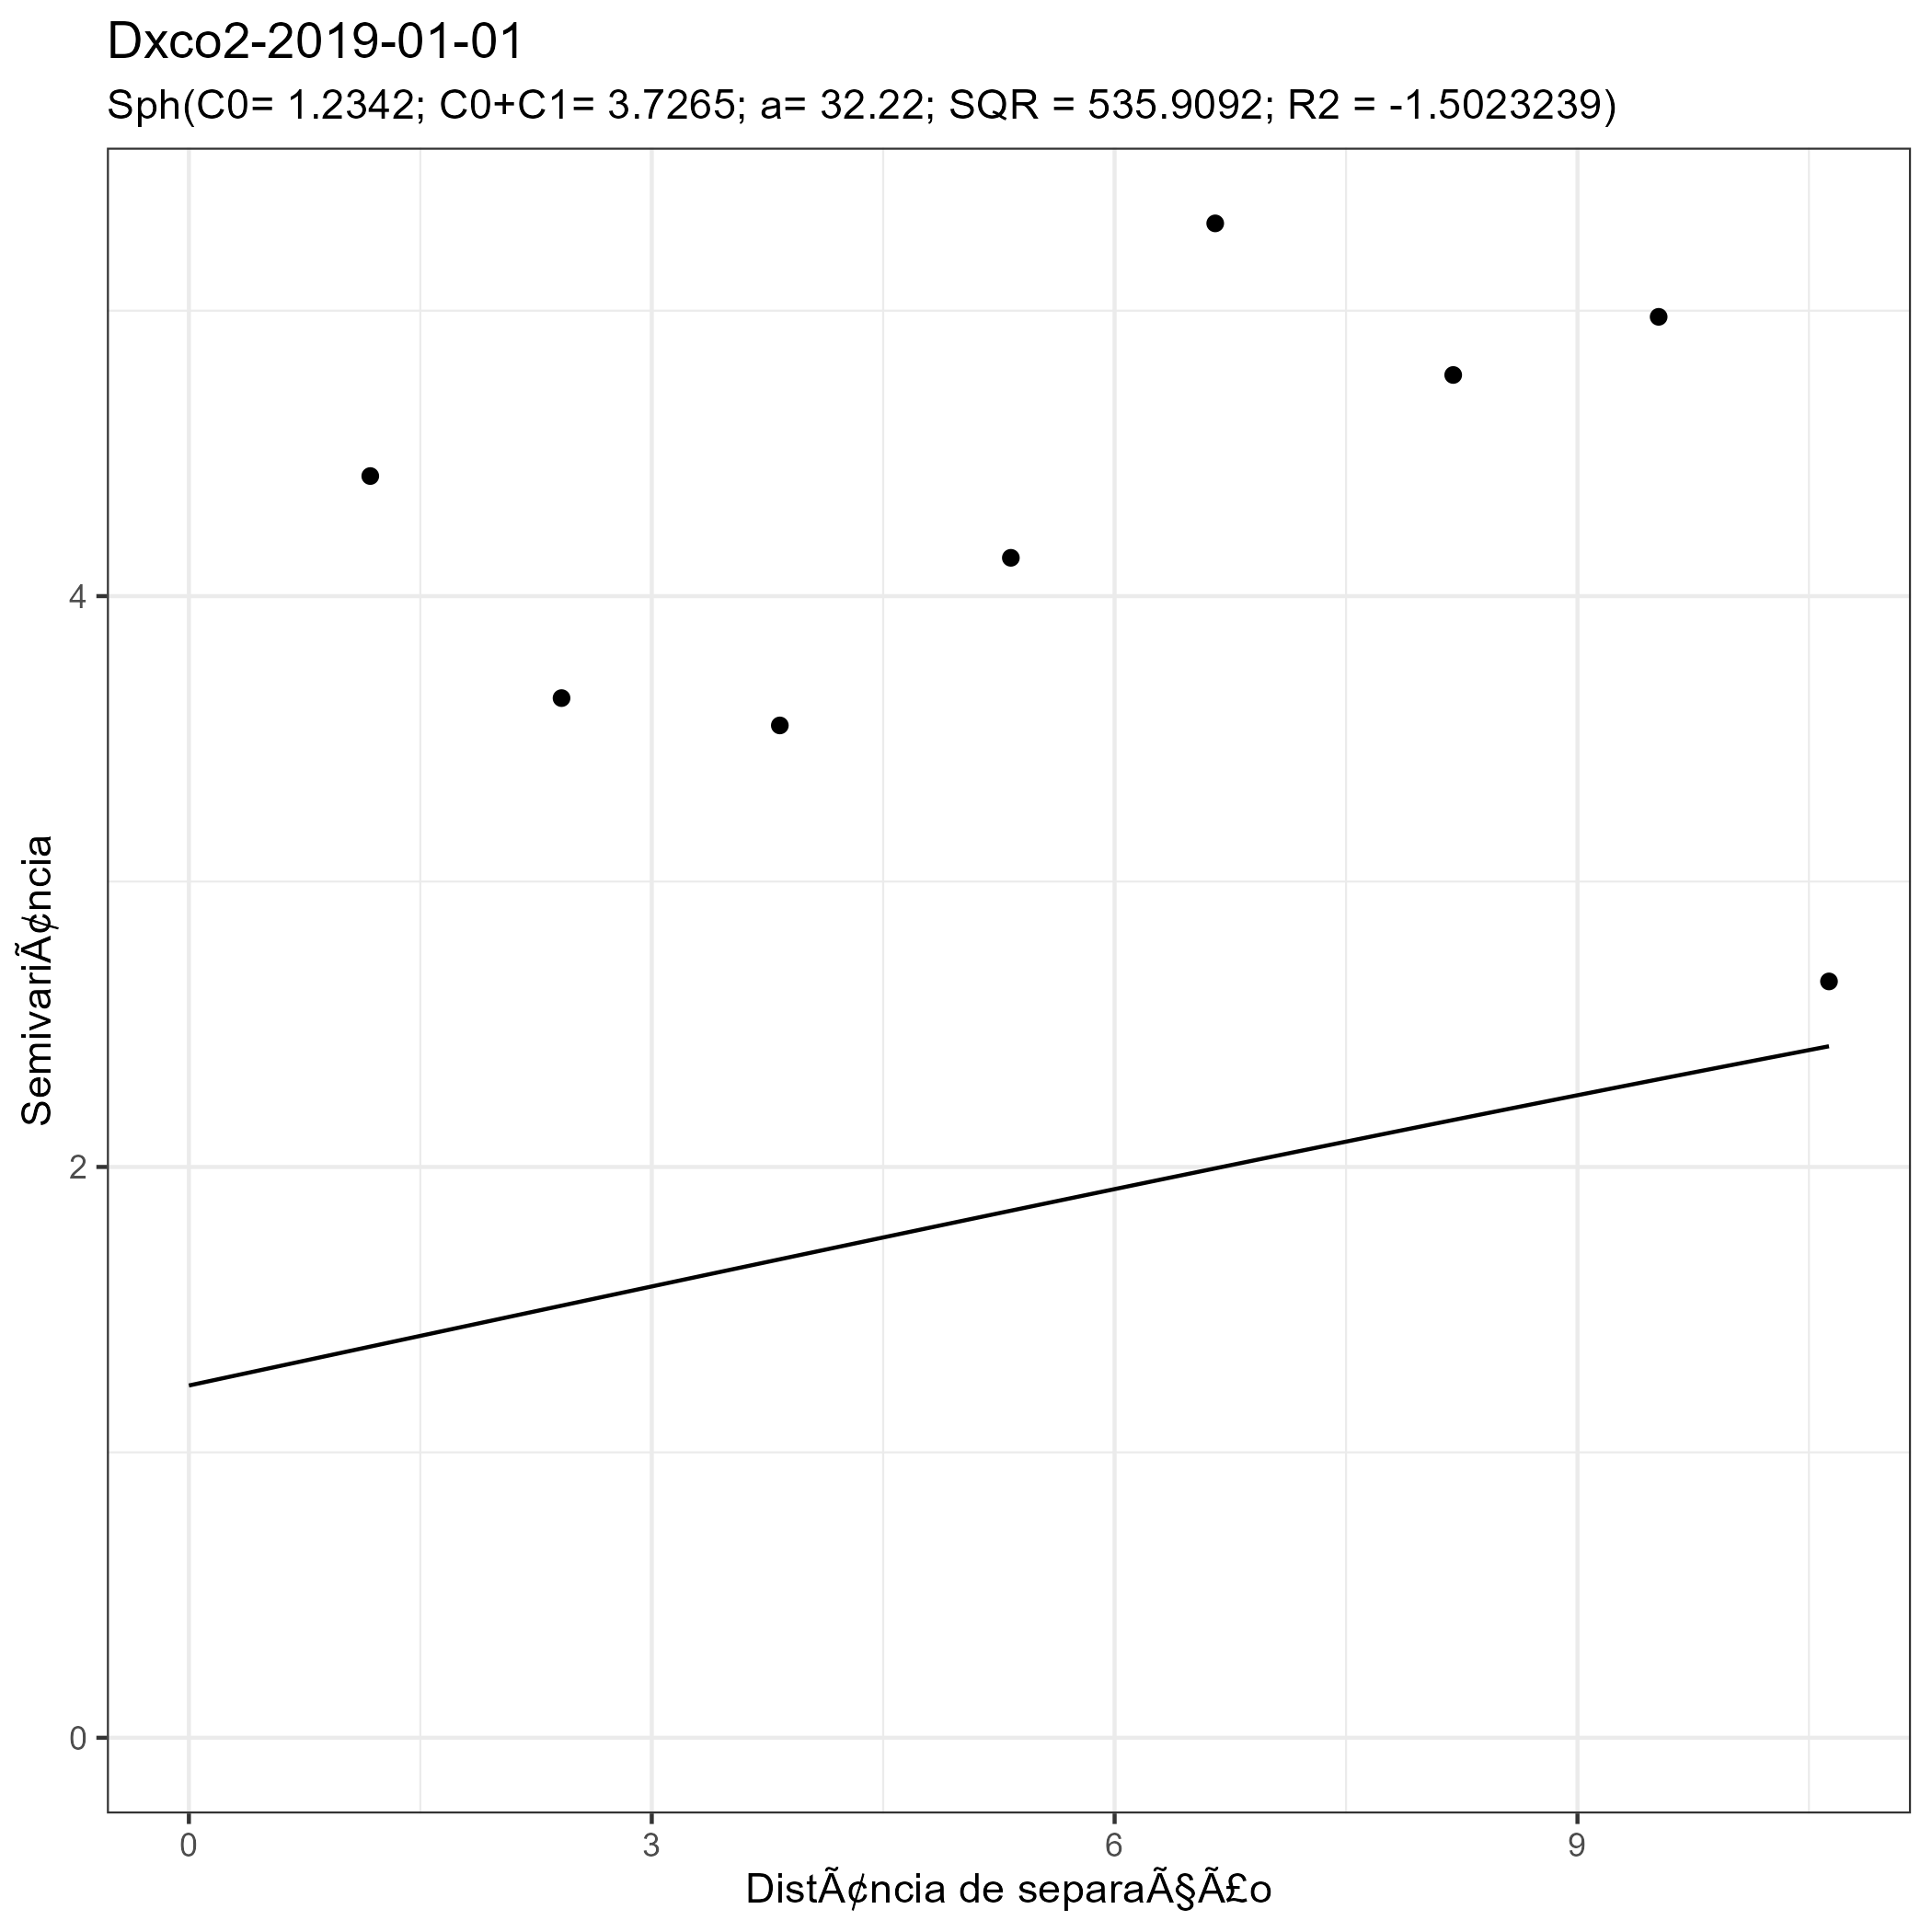 Dxco2-2019-01-01
Sph(C0= 1.2342; C0+C1= 3.7265; a= 32.22; SQR = 535.9092; R2 = -1.5023239)
SemivariÃ¢ncia
4
2
0
0 3 6 9
DistÃ¢ncia de separaÃ§Ã£o